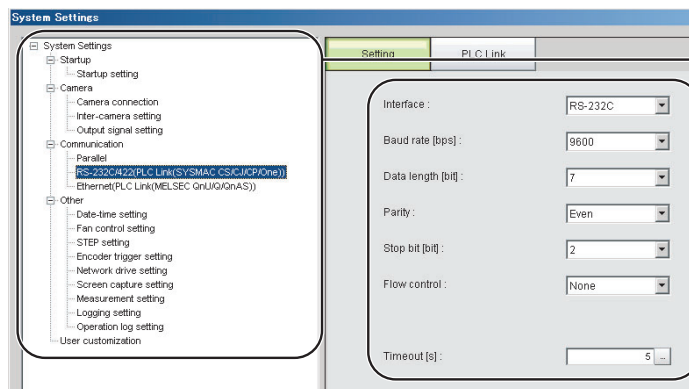 System Settings
System Settings
Startup
Startup setting
Camera
Camera connection
Inter-camera setting
Output signal setting
Communication
Parallel
RS-232C/422(PLC Link(SYSMAC CS/CJ/CP/One))
Ethernet(PLC Link(MELSEC QnU/Q/QnAS))
Other
Date-time setting
Fan control setting
STEP setting
Encoder trigger setting
Network drive setting
Screen capture setting
Measurement setting
Logging setting
Operation log setting
User customization
Setting PLC Link
Interface : RS-232C
Baud rate [bps] : 9600
Data length [bit] : 7
Parity : Even
Stop bit [bit] : 2
Flow control : None
Timeout [s] : 5 ...